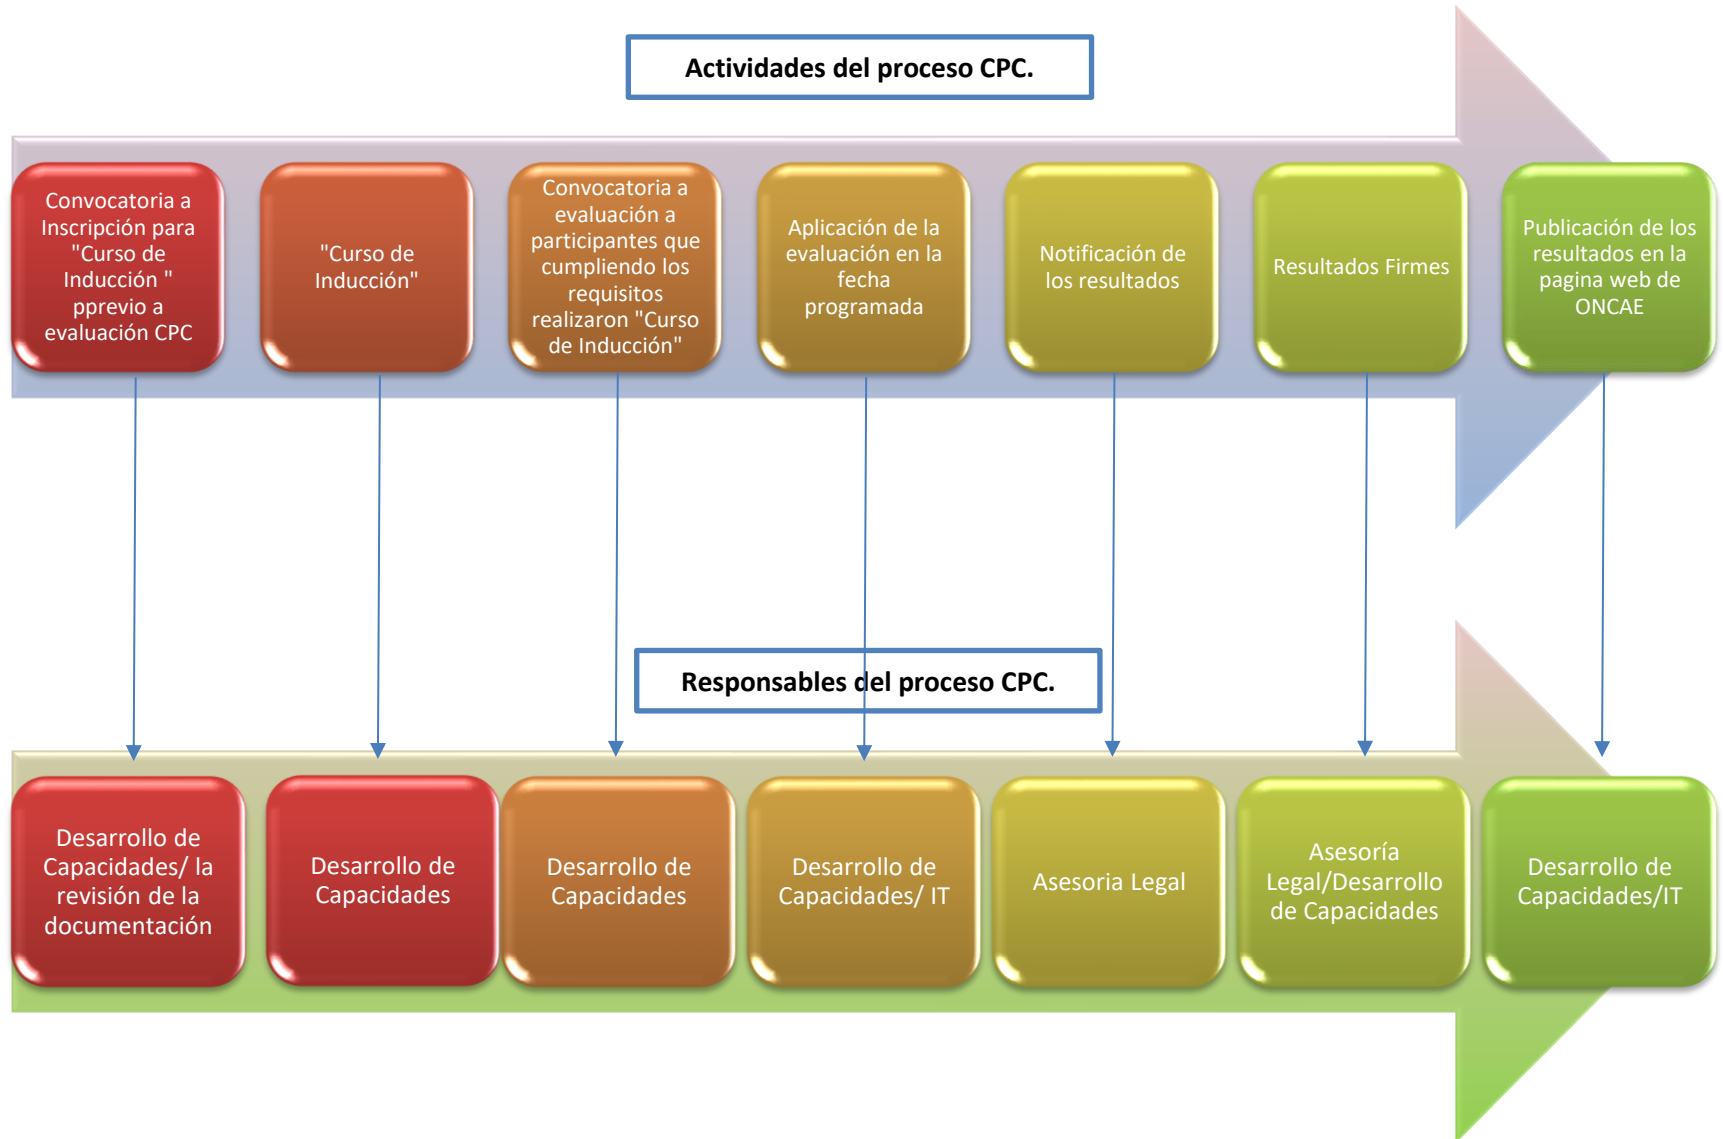 Actividades del proceso CPC.
Convocatoria a
Inscripción para
"Curso de
Inducción "
pprevio a
evaluación CPC
"Curso de
Inducción"
Convocatoria a
evaluación a
participantes que
cumpliendo los
requisitos
realizaron "Curso
de Inducción"
Aplicación de la
evaluación en la
fecha
programada
Notificación de
los resultados
Resultados Firmes
Publicación de los
resultados en la
pagina web de
ONCAE
Responsables del proceso CPC.
Desarrollo de
Capacidades/ la
revisión de la
documentación
Desarrollo de
Capacidades
Desarrollo de
Capacidades
Desarrollo de
Capacidades/ IT
Asesoria Legal
Asesoría
Legal/Desarrollo
de Capacidades
Desarrollo de
Capacidades/IT